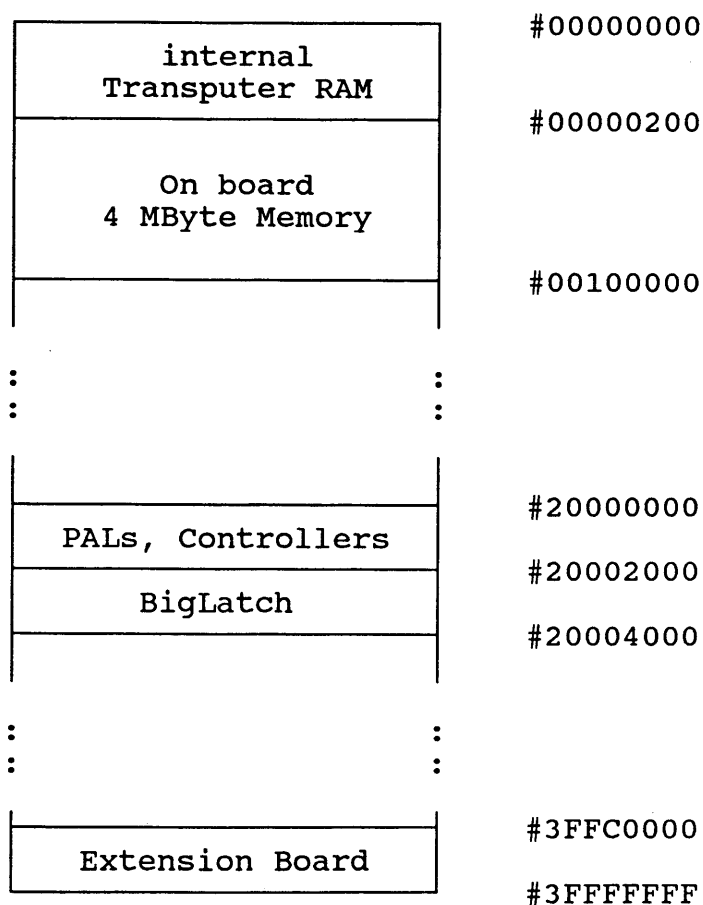 #00000000
internal
Transputer RAM
#00000200
On board
4 MByte Memory
#00100000
:
:
:
:
#20000000
PALs, Controllers
#20002000
BigLatch
#20004000
:
:
:
:
#3FFC0000
Extension Board
#3FFFFFFF